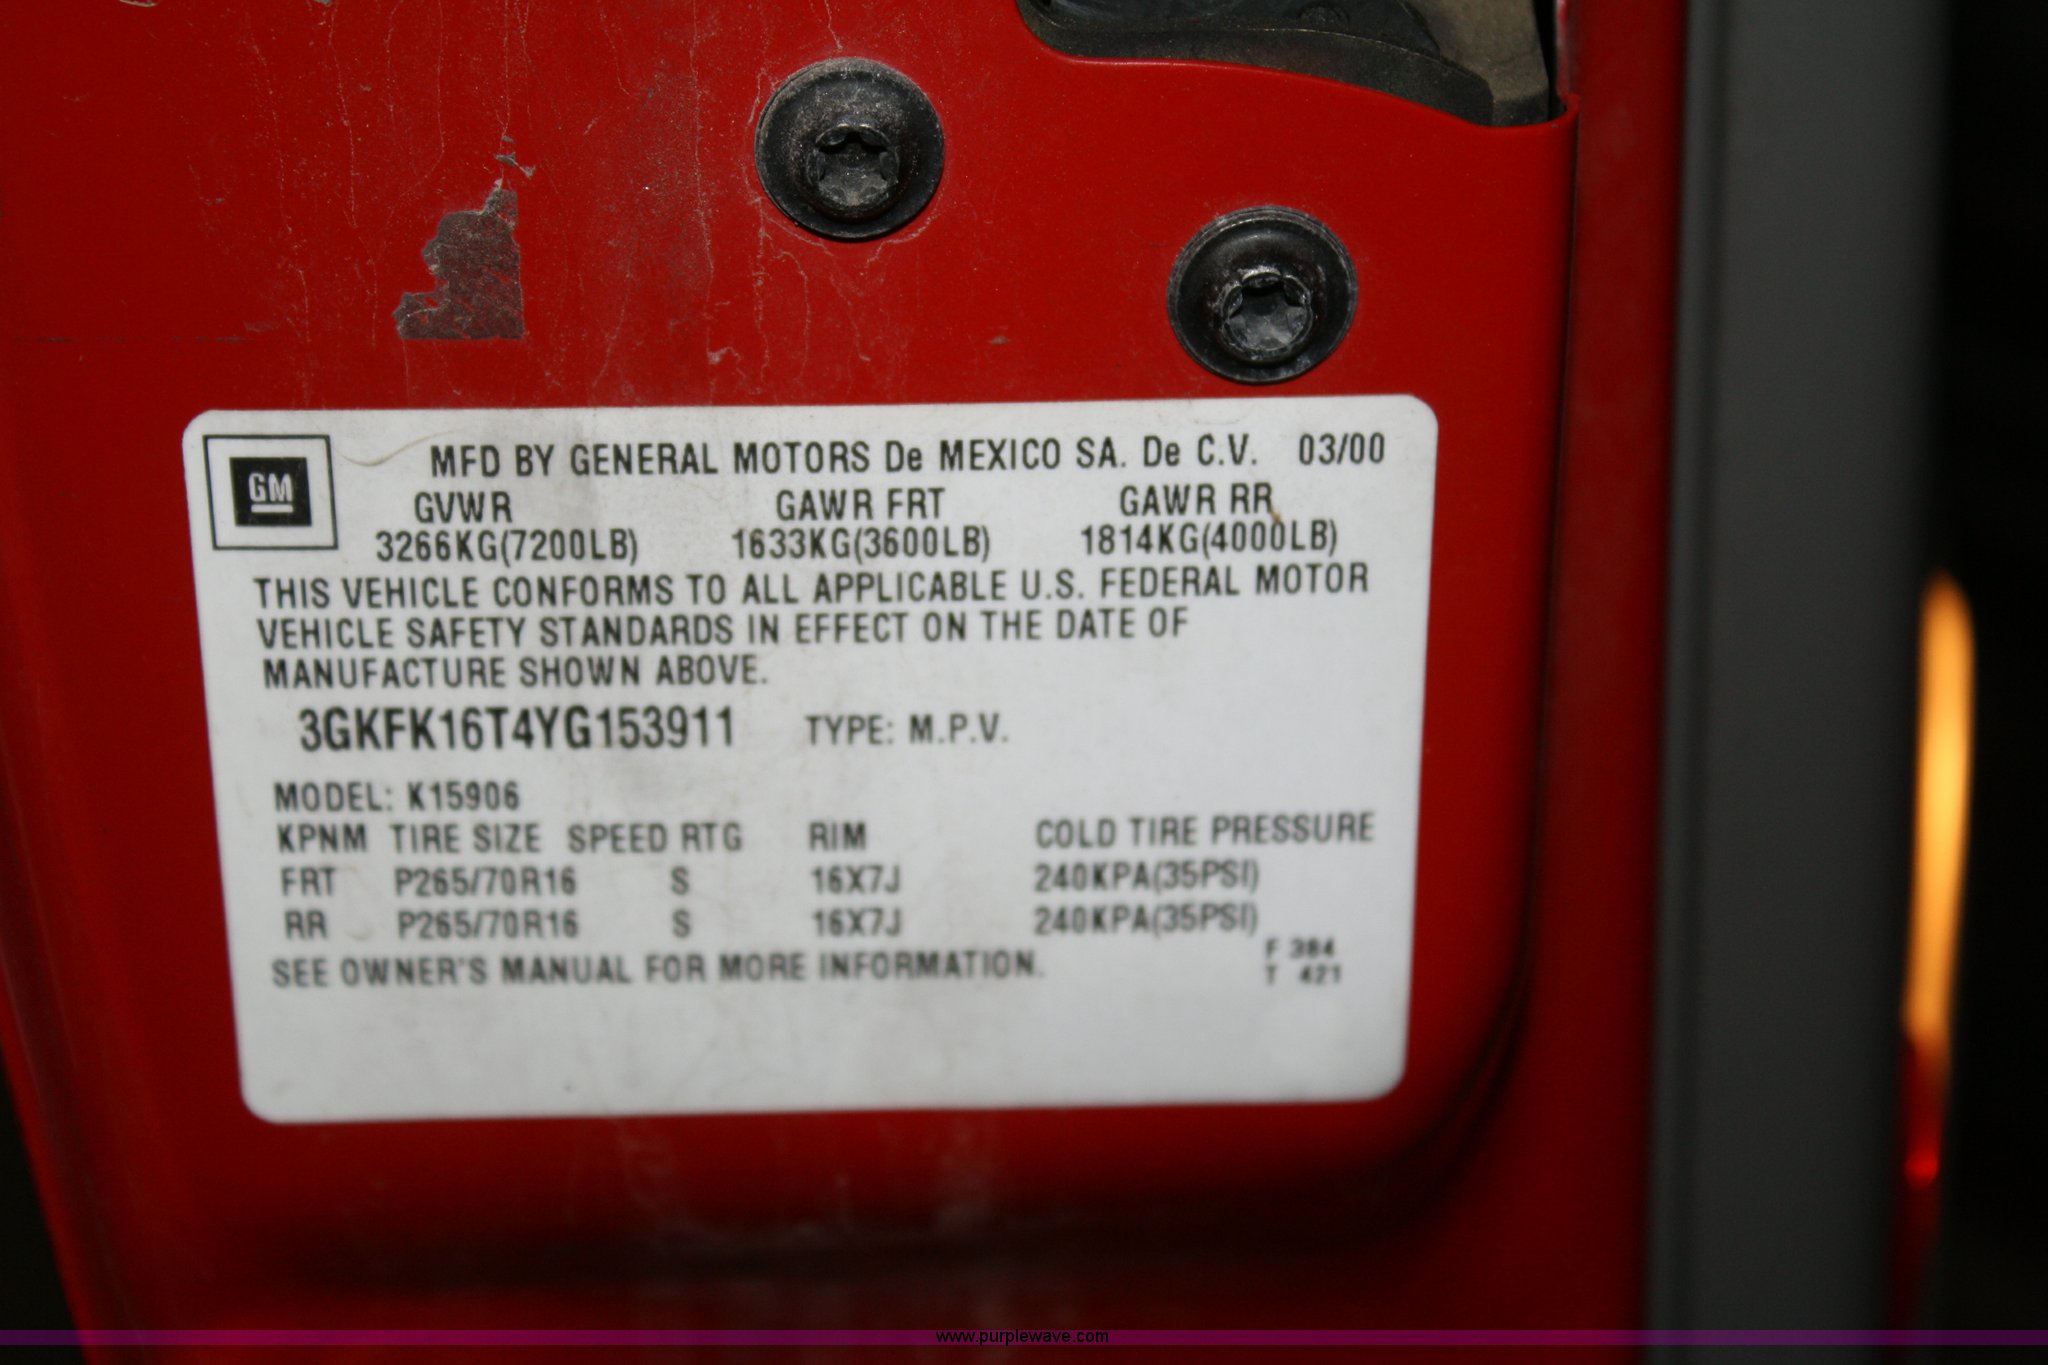 GM
MFD BY GENERAL MOTORS De MEXICO SA. De C.V. 03/00
GVWR GAWR FRT GAWR RR
3266KG(7200LB) 1633KG(3600LB) 1814KG(4000LB)
THIS VEHICLE CONFORMS TO ALL APPLICABLE U.S. FEDERAL MOTOR
VEHICLE SAFETY STANDARDS IN EFFECT ON THE DATE OF
MANUFACTURE SHOWN ABOVE.
3GKFK16T4YG153911 TYPE: M.P.V.
MODEL: K15906
KPNM TIRE SIZE SPEED RTG RIM COLD TIRE PRESSURE
FRT P265/70R16 S 16X7J 240KPA(35PSI)
RR P265/70R16 S 16X7J 240KPA(35PSI)
F 384
SEE OWNER'S MANUAL FOR MORE INFORMATION. T 421
www.purplewave.com